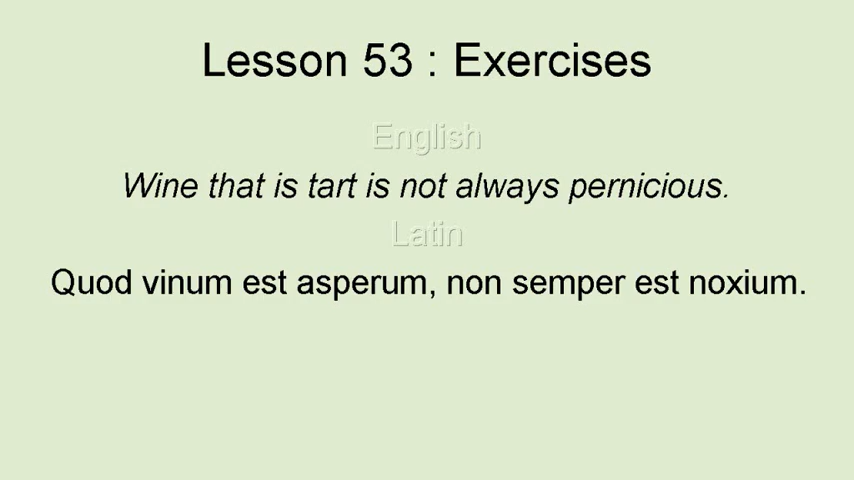 Lesson 53 : Exercises
English
Wine that is tart is not always pernicious.
Latin
Quod vinum est asperum, non semper est noxium.